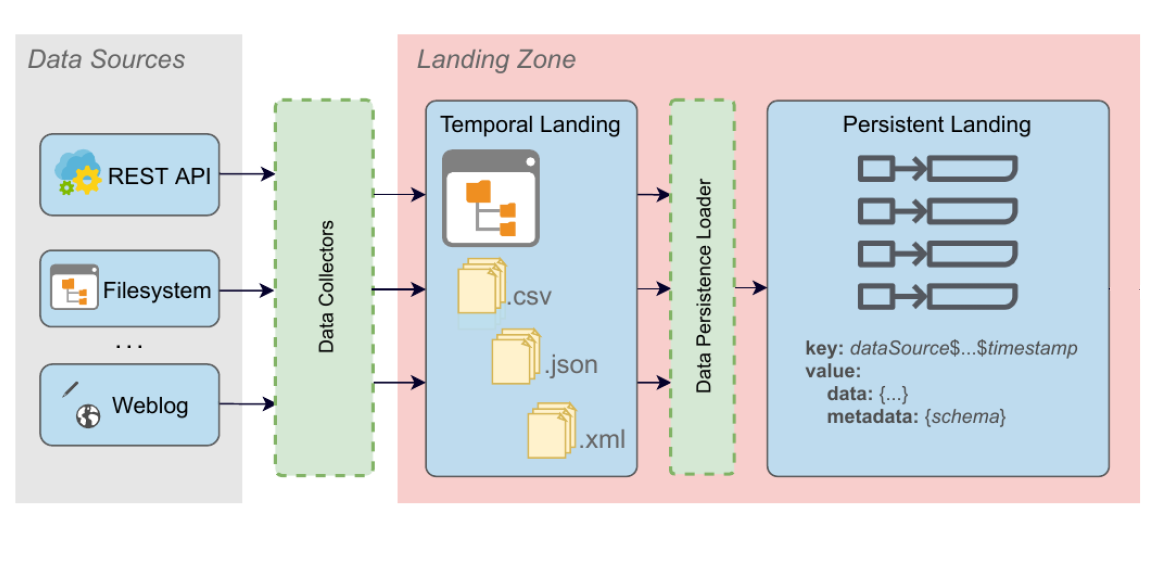 Data Sources
REST API
Filesystem
...
Weblog
Data Collectors
Landing Zone
Temporal Landing
.csv
.json
.xml
Data Persistence Loader
Persistent Landing
key: dataSource$...$timestamp
value:
data: {...}
metadata: {schema}